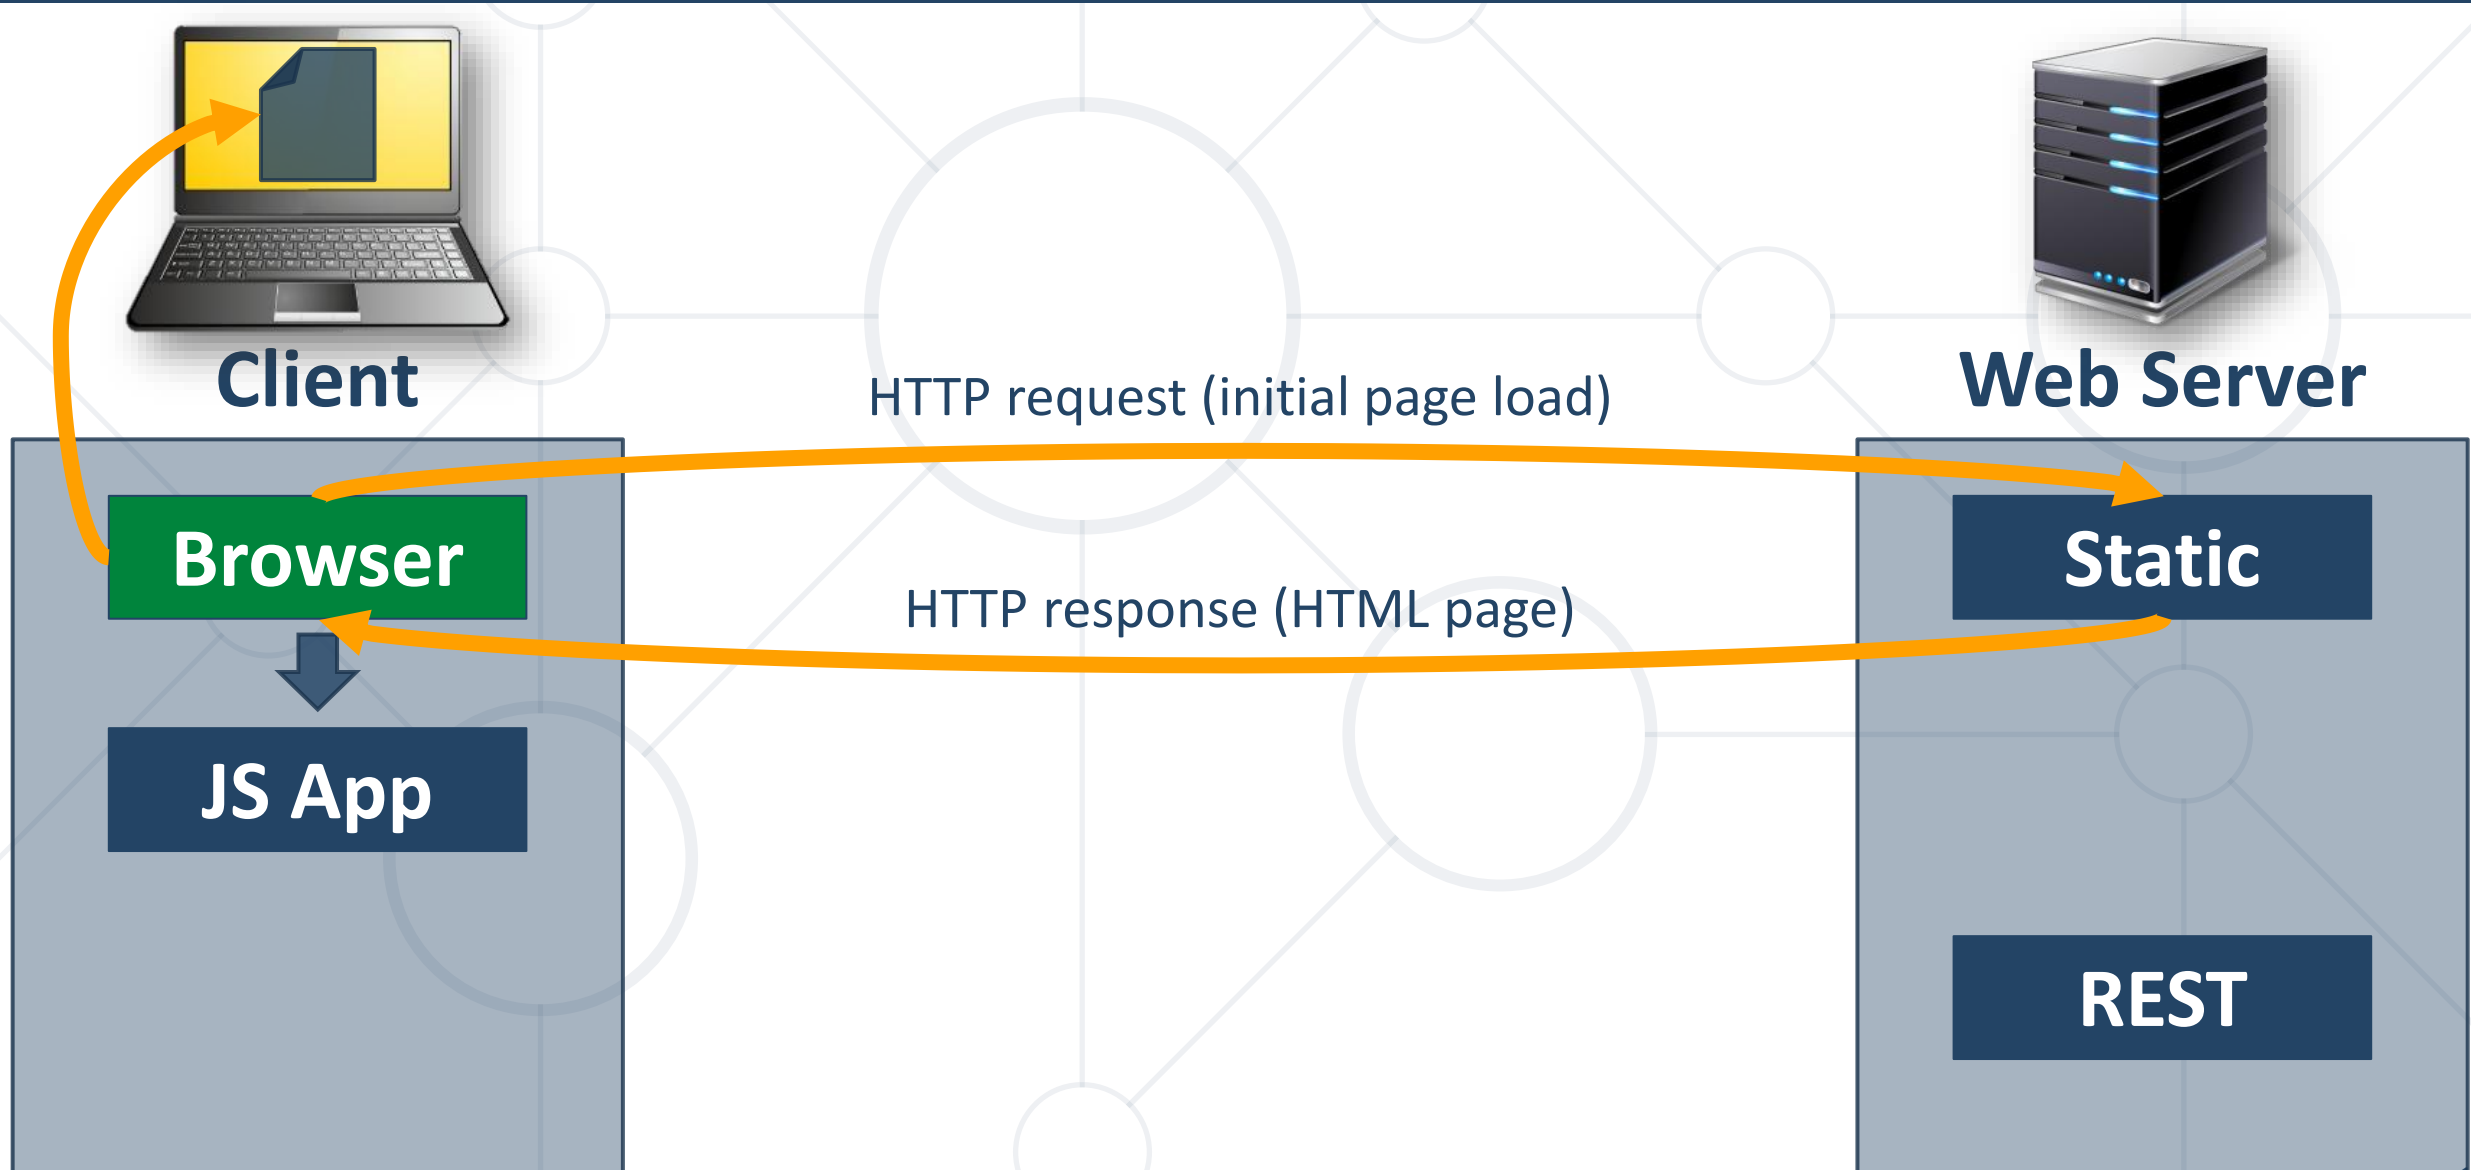 Client
Web Server
HTTP request (initial page load)
Browser
Static
HTTP response (HTML page)
JS App
REST